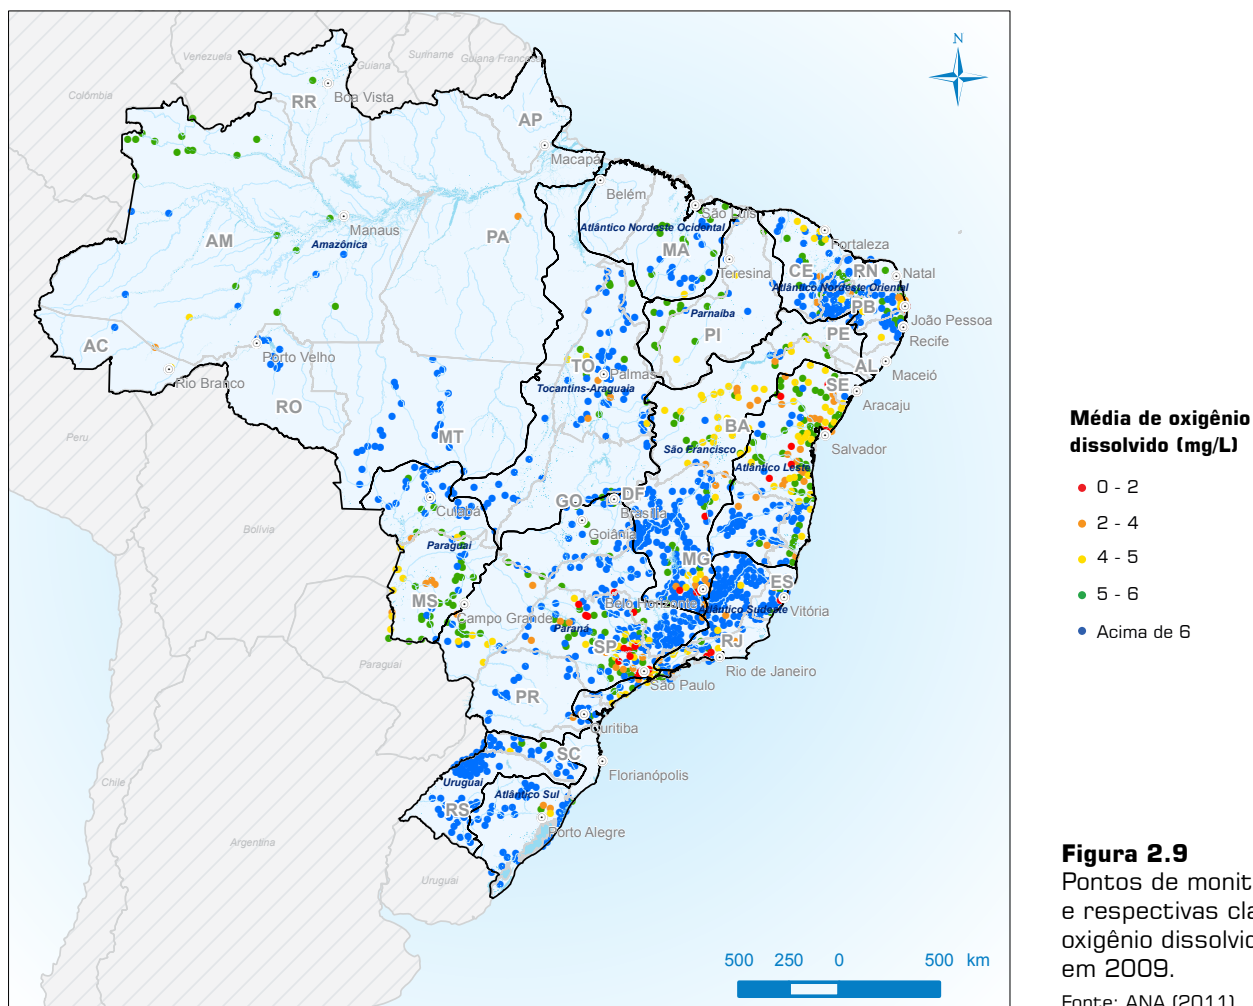 N
Venezuela
Suriname
Guiana Francesa
Guiana
Colômbia
RR
Boa Vista
AP
Macapá
Belém
São Luís
Atlântico Nordeste Ocidental
Fortaleza
AM
Manaus
Amazônica
PA
MA
Teresina
CE
RN
Natal
Atlântico Nordeste Oriental
PB
Parnaíba
João Pessoa
PI
PE
Recife
AC
Porto Velho
Rio Branco
TO
Palmas
AL
Maceió
Tocantins-Araguaia
SE
Aracaju
RO
Peru
MT
BA
São Francisco
Salvador
Atlântico Leste
Cuiabá
GO
DF
Brasília
Goiânia
Bolívia
Paraguai
MG
ES
MS
Campo Grande
Belo Horizonte
Atlântico Sudeste
Vitória
Paraná
SP
RJ
Rio de Janeiro
Paraguai
São Paulo
PR
Curitiba
SC
Florianópolis
Chile
Uruguai
Atlântico Sul
RS
Porto Alegre
Argentina
Uruguai
500 250 0 500 km
Média de oxigênio
dissolvido (mg/L)
0 - 2
2 - 4
4 - 5
5 - 6
Acima de 6
Figura 2.9
Pontos de monit
e respectivas cla
oxigênio dissolvid
em 2009.
Fonte: ANA (2011)